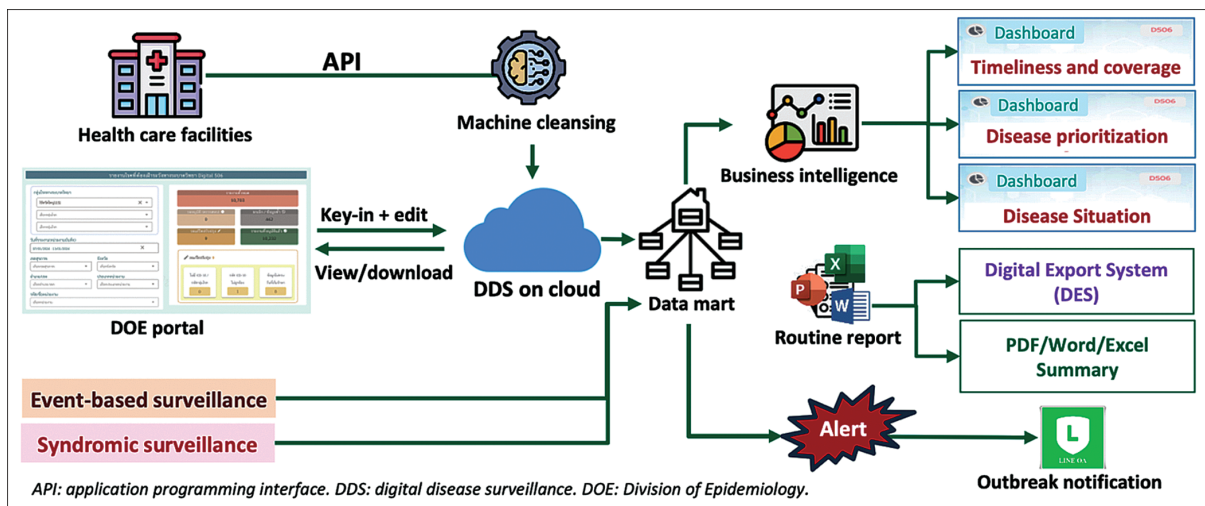 API
Health care facilities
Machine cleansing
Key-in + edit
View/download
DDS on cloud
DOE portal
Event-based surveillance
Syndromic surveillance
Data mart
Business intelligence
Dashboard
D506
Timeliness and coverage
Dashboard
D506
Disease prioritization
Dashboard
D506
Disease Situation
X
P
W
Routine report
Digital Export System
(DES)
PDF/Word/Excel
Summary
Alert
L
LINE OA
Outbreak notification
API: application programming interface. DDS: digital disease surveillance. DOE: Division of Epidemiology.